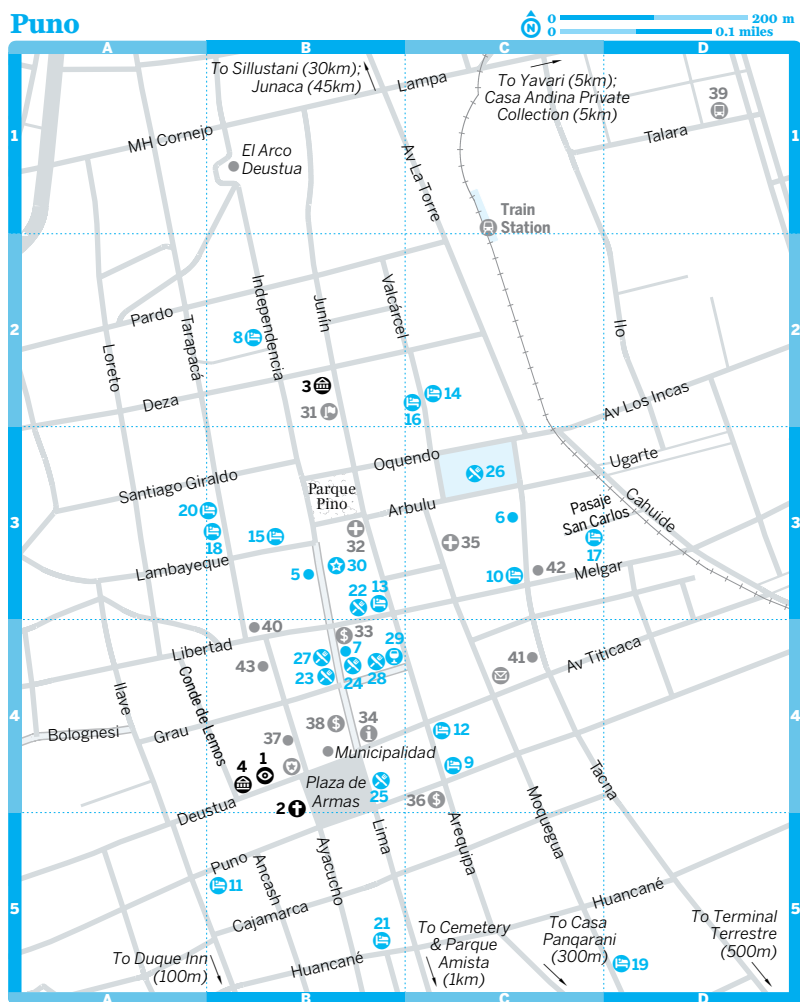 Puno
N
0 200 m
0 0.1 miles
A B C D
To Sillustani (30km);
Junaca (45km)
Lampa
To Yavari (5km);
Casa Andina Private
Collection (5km)
39
1 1
MH Cornejo
Talara
El Arco
Deustua
Av La Torre
Train
Station
Pardo
Tarapacá
Independencia
Junín
Valcárcel
Ilo
2 2
Loreto
8
3
31
14
16
Deza
Av Los Incas
Oquendo
Ugarte
Santiago Giraldo
26
Parque
Pino
Arbulu
Pasaje
San Carlos
Cahuide
20
18
15
6
3 3
32
35
17
Lambayeque
5
30
10
42
Melgar
22
13
40
33
29
Libertad
7
27
43
41
Av Titicaca
23
24
28
Ilave
Conde de Lemos
Bolognesi
Grau
38
34
12
4 4
37
Municipalidad
4
1
9
Plaza de
Armas
25
Tacna
Deustua
2
36
Lima
Arequipa
Moquegua
Puno
Ancash
Ayacucho
11
Huancané
5 5
Cajamarca
21
To Cemetery
& Parque
Amista
(1km)
To Casa
Panqarani
(300m)
To Terminal
Terrestre
(500m)
To Duque Inn
(100m)
Huancané
19
A B C D